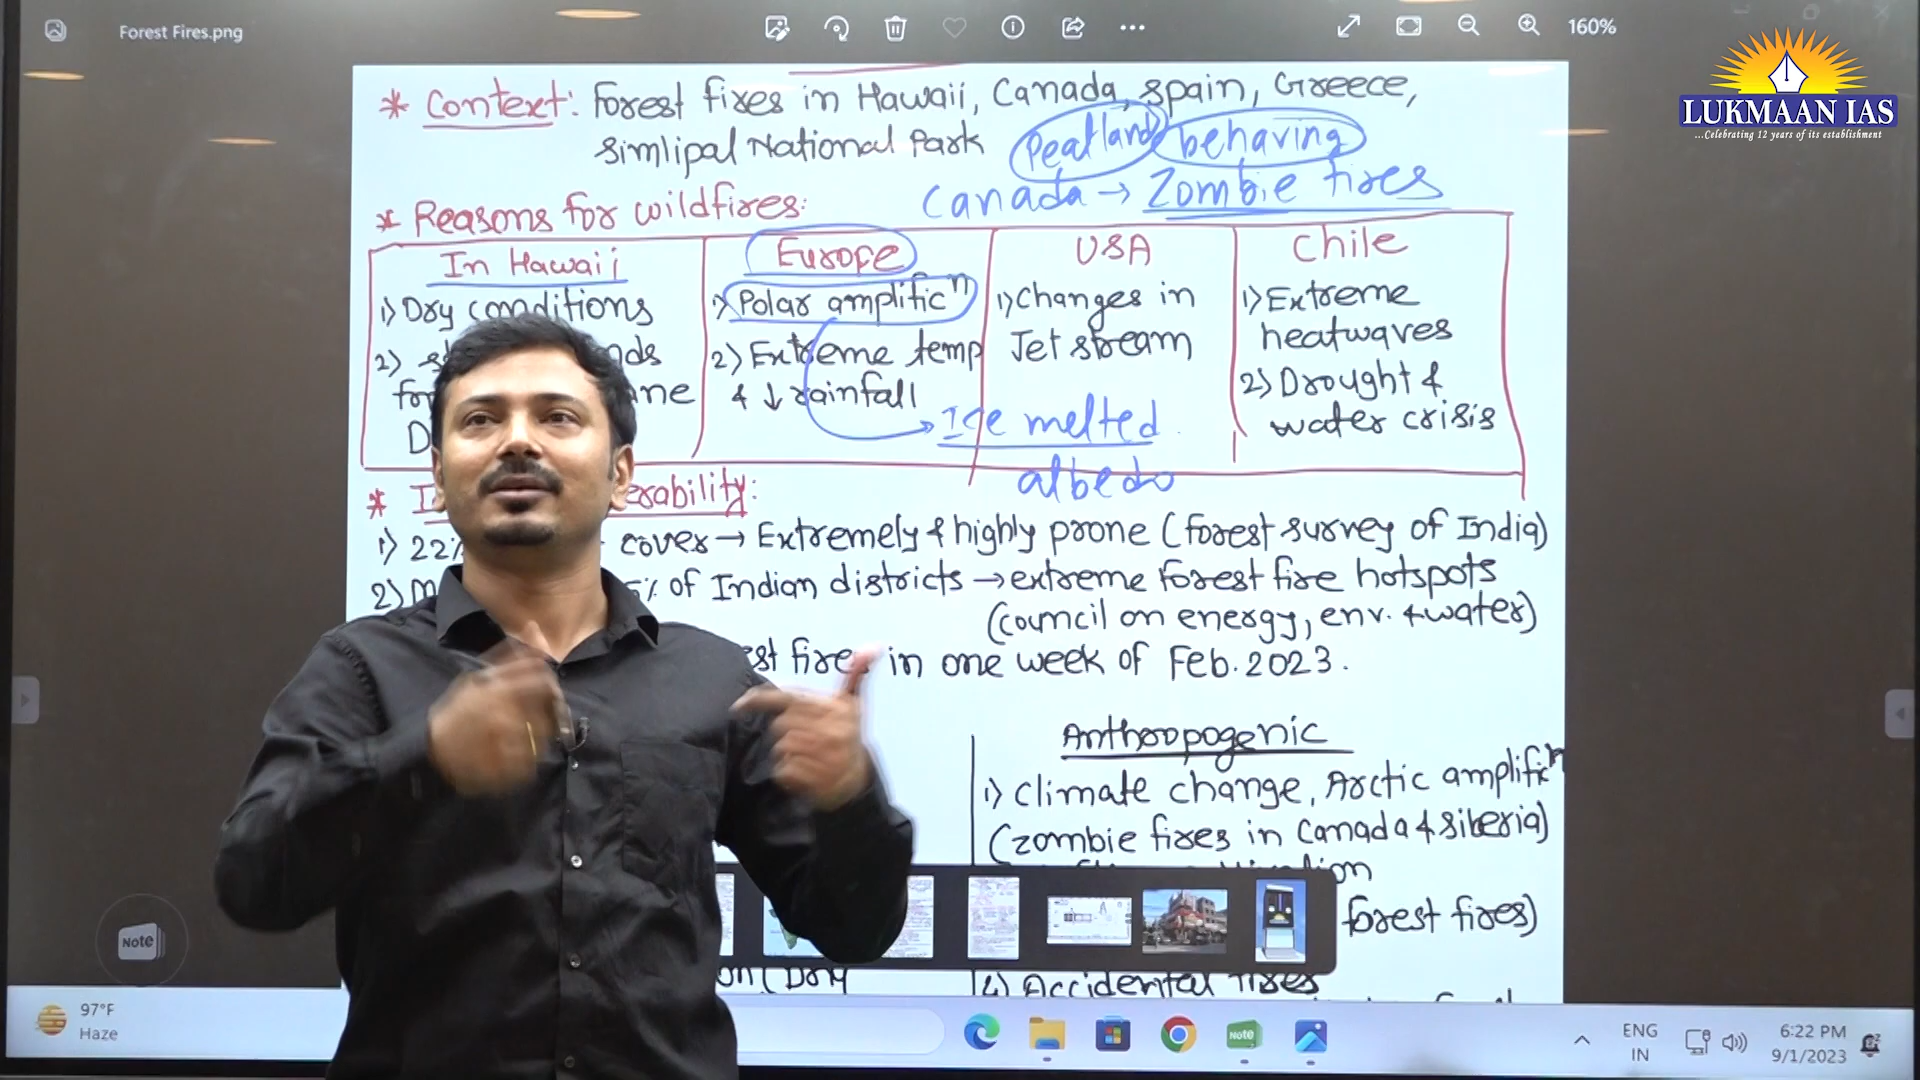 Forest Fires.png
160%
LUKMAAN IAS
...Celebrating 12 years of its establishment
* Context: Forest fires in Hawaii, Canada, Spain, Greece,
Simlipal National Park
Peatland behaving
Canada → Zombie fires
* Reasons for wildfires:
In Hawaii
1) Dry conditions
2)
Europe
1) Polar amplificⁿ
2) Extreme temp
& ↓ rainfall
Ice melted
albedo
USA
1) Changes in
Jet stream
Chile
1) Extreme
heatwaves
2) Drought &
water crisis
*
1) 22% cover → Extremely & highly prone (forest survey of India)
2) % of Indian districts → extreme forest fire hotspots
(council on energy, env. & water)
fires in one week of Feb. 2023.
Anthropogenic
1) Climate change, Arctic amplificⁿ
(zombie fires in Canada & Siberia)
forest fires)
(Dry
4) Accidental fires
Note
97°F
Haze
Note
ENG
IN
6:22 PM
9/1/2023